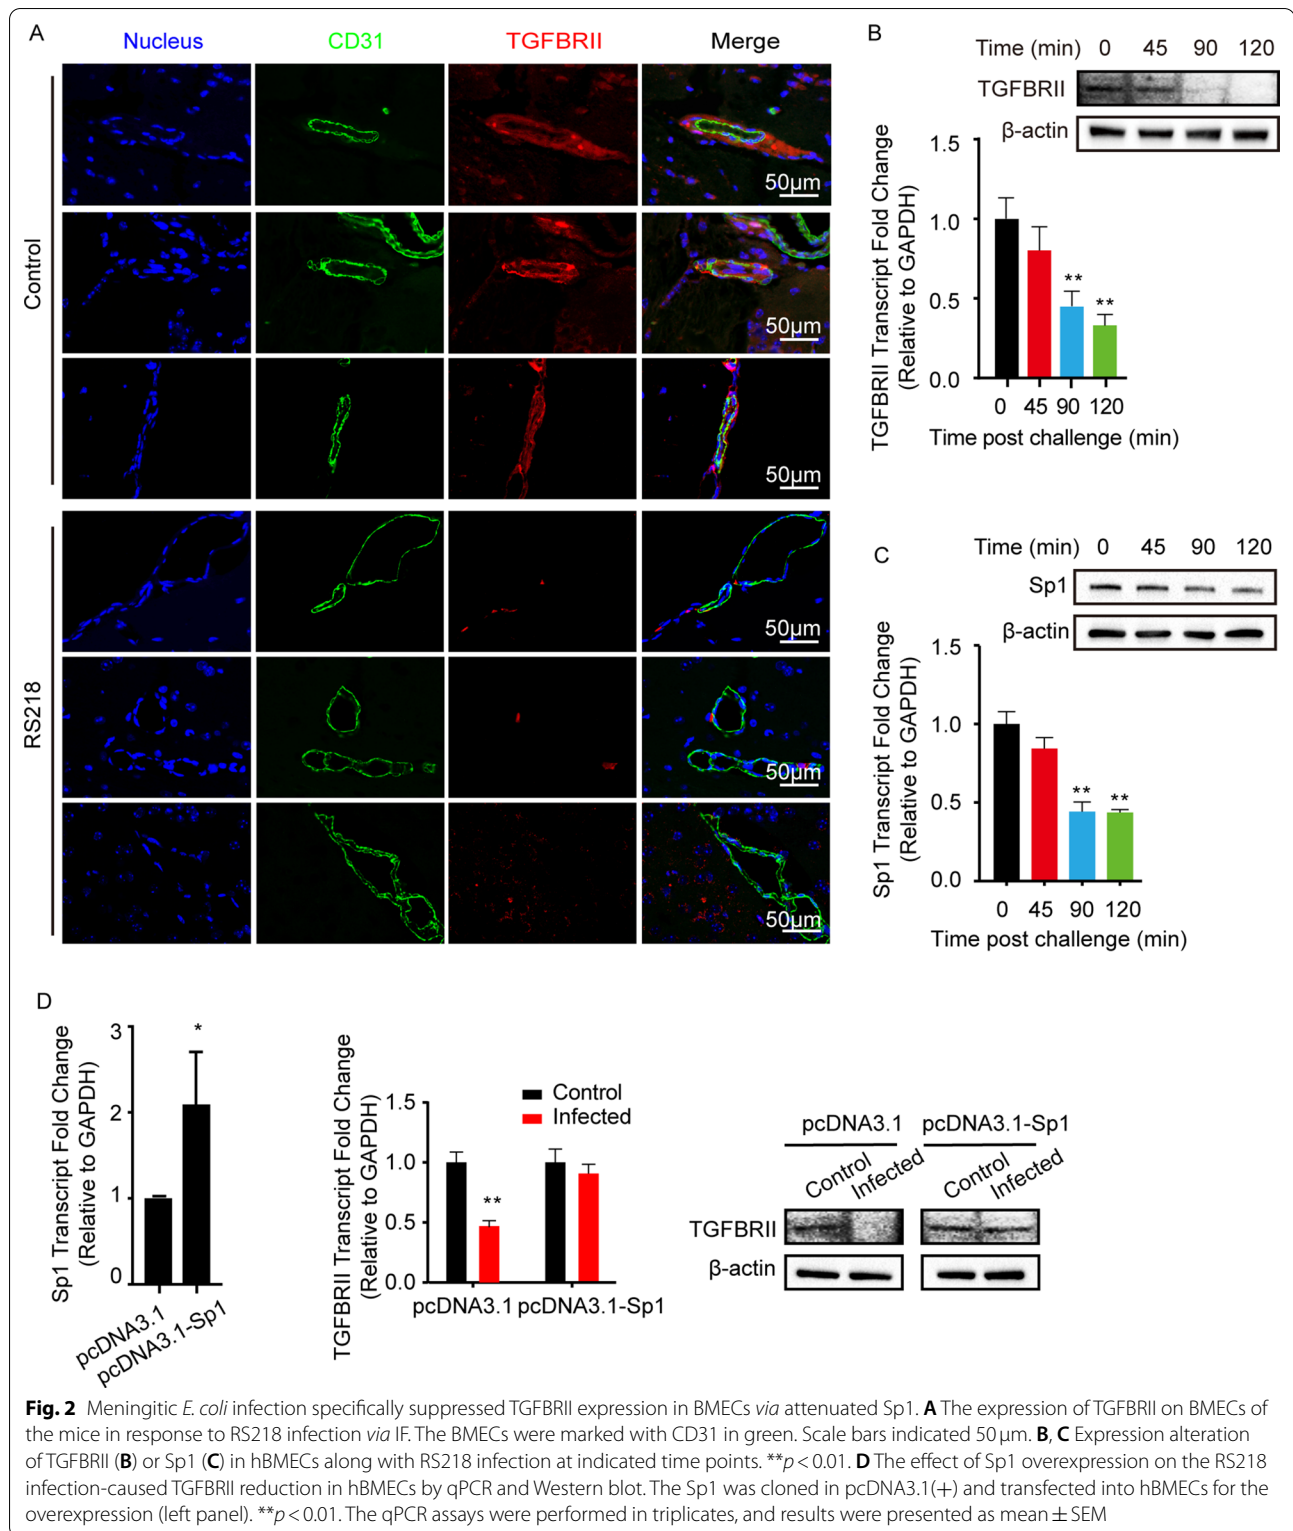 A
Nucleus CD31 TGFBRII Merge
Control
50µm
50µm
50µm
RS218
50µm
50µm
50µm
B
Time (min) 0 45 90 120
TGFBRII
β-actin
TGFBRII Transcript Fold Change
(Relative to GAPDH)
1.5
1.0
0.5
0.0
**
**
0 45 90 120
Time post challenge (min)
C
Time (min) 0 45 90 120
Sp1
β-actin
Sp1 Transcript Fold Change
(Relative to GAPDH)
1.5
1.0
0.5
0.0
** **
0 45 90 120
Time post challenge (min)
D
Sp1 Transcript Fold Change
(Relative to GAPDH)
3
2
1
0
*
pcDNA3.1
pcDNA3.1-Sp1
TGFBRII Transcript Fold Change
(Relative to GAPDH)
1.5
1.0
0.5
0.0
Control
Infected
**
pcDNA3.1 pcDNA3.1-Sp1
pcDNA3.1 pcDNA3.1-Sp1
Control Infected Control Infected
TGFBRII
β-actin
Fig. 2 Meningitic E. coli infection specifically suppressed TGFBRII expression in BMECs via attenuated Sp1. A The expression of TGFBRII on BMECs of
the mice in response to RS218 infection via IF. The BMECs were marked with CD31 in green. Scale bars indicated 50 µm. B, C Expression alteration
of TGFBRII (B) or Sp1 (C) in hBMECs along with RS218 infection at indicated time points. **p < 0.01. D The effect of Sp1 overexpression on the RS218
infection-caused TGFBRII reduction in hBMECs by qPCR and Western blot. The Sp1 was cloned in pcDNA3.1(+) and transfected into hBMECs for the
overexpression (left panel). **p < 0.01. The qPCR assays were performed in triplicates, and results were presented as mean ± SEM